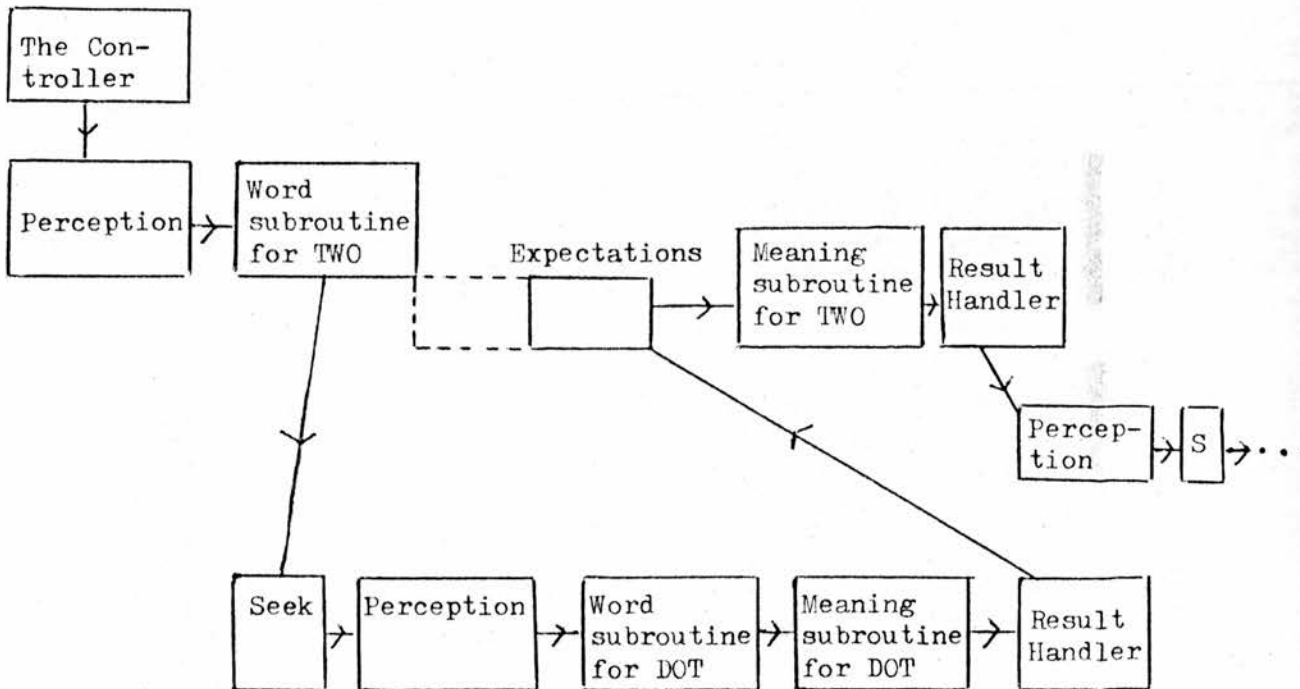 The Con-
troller
Perception
Word
subroutine
for TWO
Expectations
Meaning
subroutine
for TWO
Result
Handler
Percep-
tion
S
Seek
Perception
Word
subroutine
for DOT
Meaning
subroutine
for DOT
Result
Handler